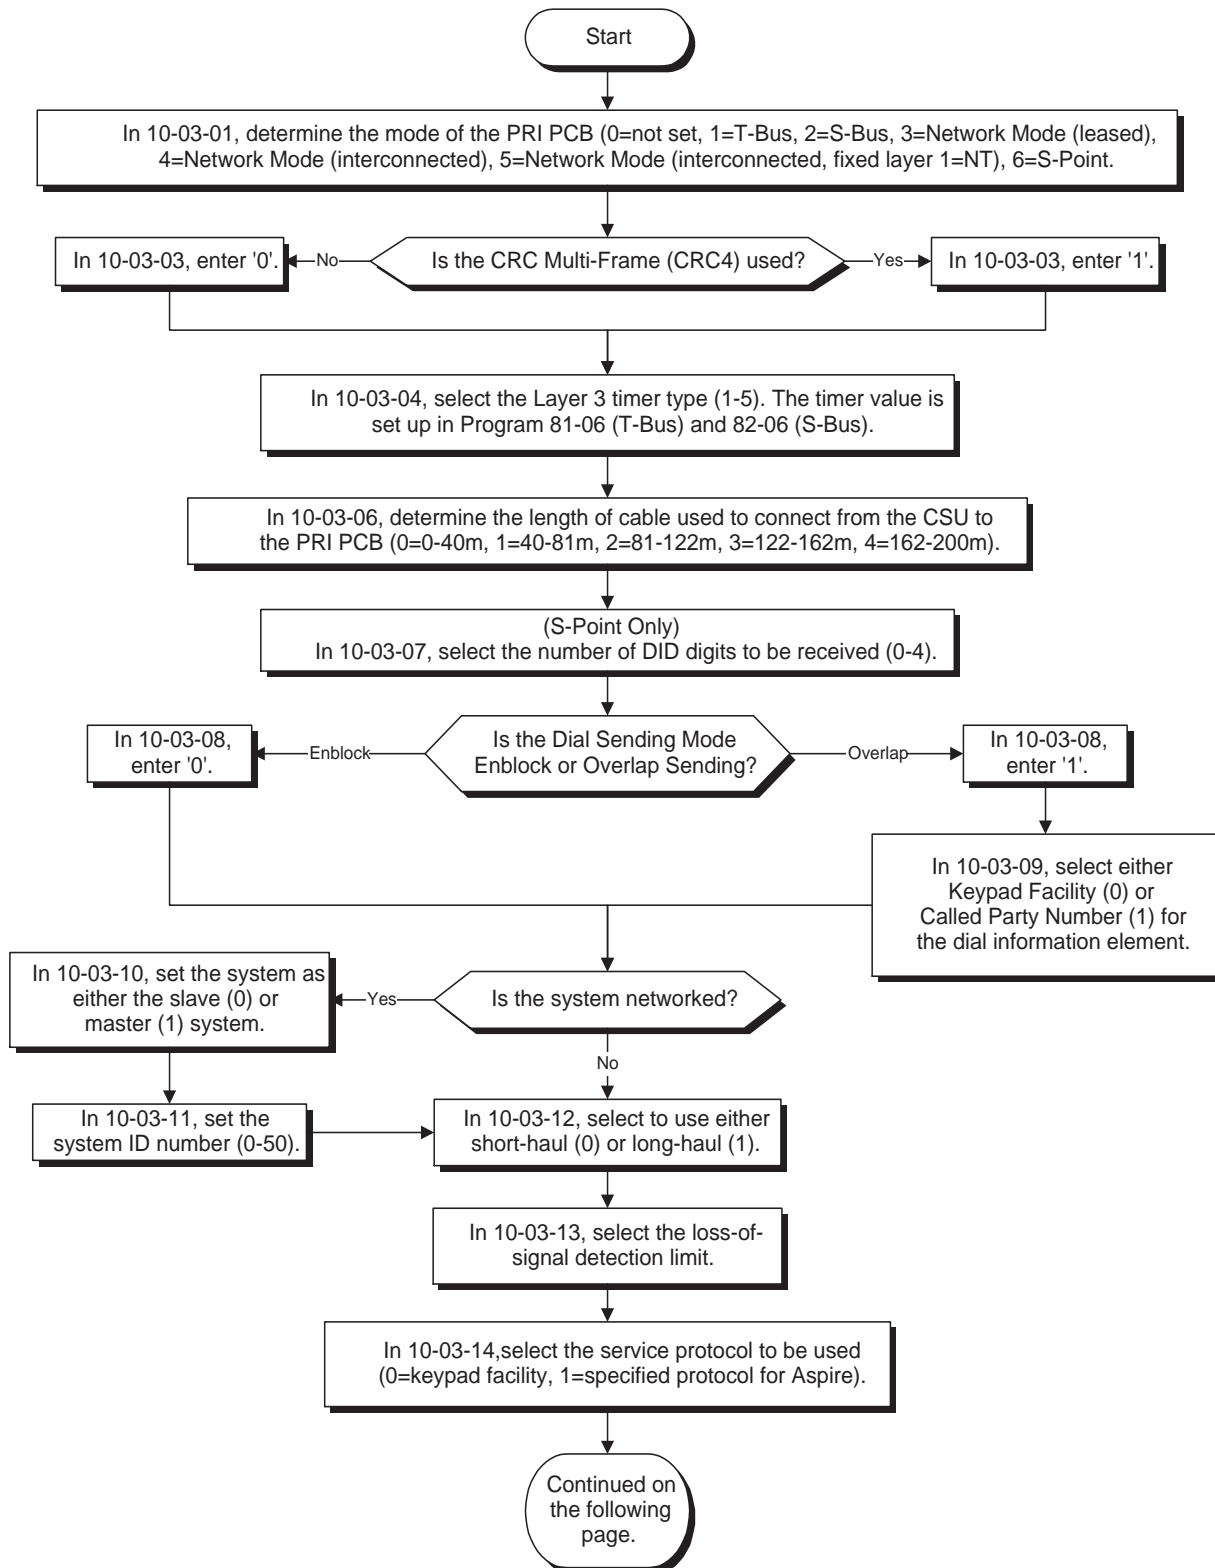 Start
In 10-03-01, determine the mode of the PRI PCB (0=not set, 1=T-Bus, 2=S-Bus, 3=Network Mode (leased),
4=Network Mode (interconnected), 5=Network Mode (interconnected, fixed layer 1=NT), 6=S-Point.
In 10-03-03, enter '0'.
No
Is the CRC Multi-Frame (CRC4) used?
Yes
In 10-03-03, enter '1'.
In 10-03-04, select the Layer 3 timer type (1-5). The timer value is
set up in Program 81-06 (T-Bus) and 82-06 (S-Bus).
In 10-03-06, determine the length of cable used to connect from the CSU to
the PRI PCB (0=0-40m, 1=40-81m, 2=81-122m, 3=122-162m, 4=162-200m).
(S-Point Only)
In 10-03-07, select the number of DID digits to be received (0-4).
In 10-03-08,
enter '0'.
Enblock
Is the Dial Sending Mode
Enblock or Overlap Sending?
Overlap
In 10-03-08,
enter '1'.
In 10-03-09, select either
Keypad Facility (0) or
Called Party Number (1) for
the dial information element.
In 10-03-10, set the system as
either the slave (0) or
master (1) system.
Yes
Is the system networked?
No
In 10-03-11, set the
system ID number (0-50).
In 10-03-12, select to use either
short-haul (0) or long-haul (1).
In 10-03-13, select the loss-of-
signal detection limit.
In 10-03-14,select the service protocol to be used
(0=keypad facility, 1=specified protocol for Aspire).
Continued on
the following
page.